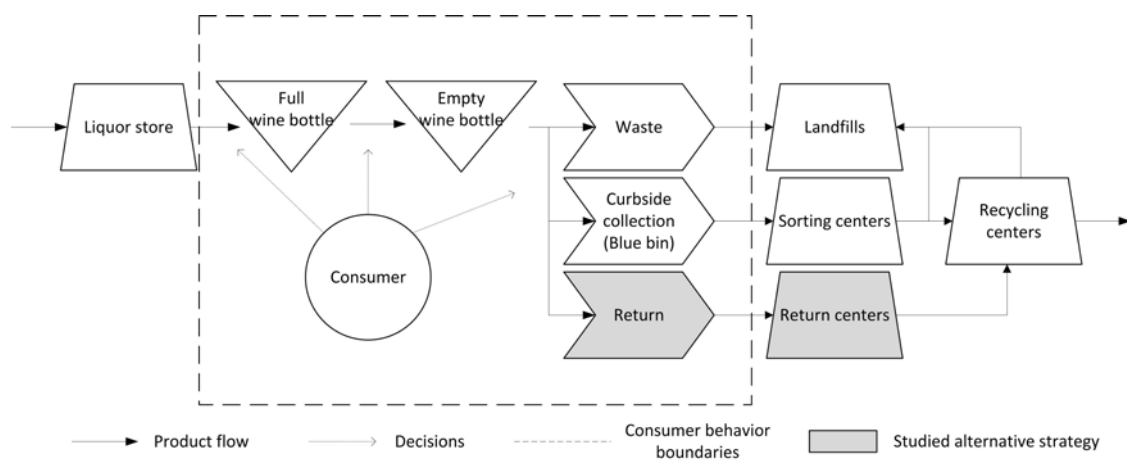 Liquor store
Full
wine bottle
Empty
wine bottle
Waste
Landfills
Curbside
collection
(Blue bin)
Sorting centers
Recycling
centers
Consumer
Return
Return centers
Product flow
Decisions
Consumer behavior
boundaries
Studied alternative strategy